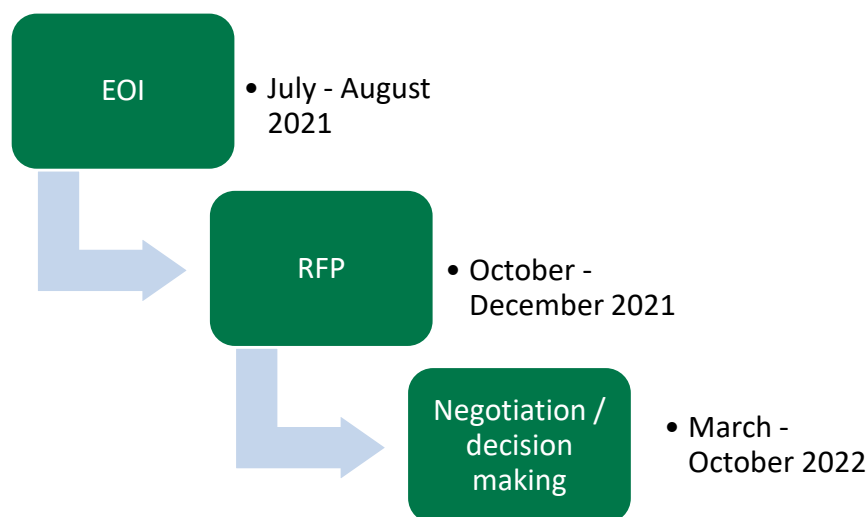 EOI
• July - August
2021
RFP
• October -
December 2021
Negotiation /
decision
making
• March -
October 2022